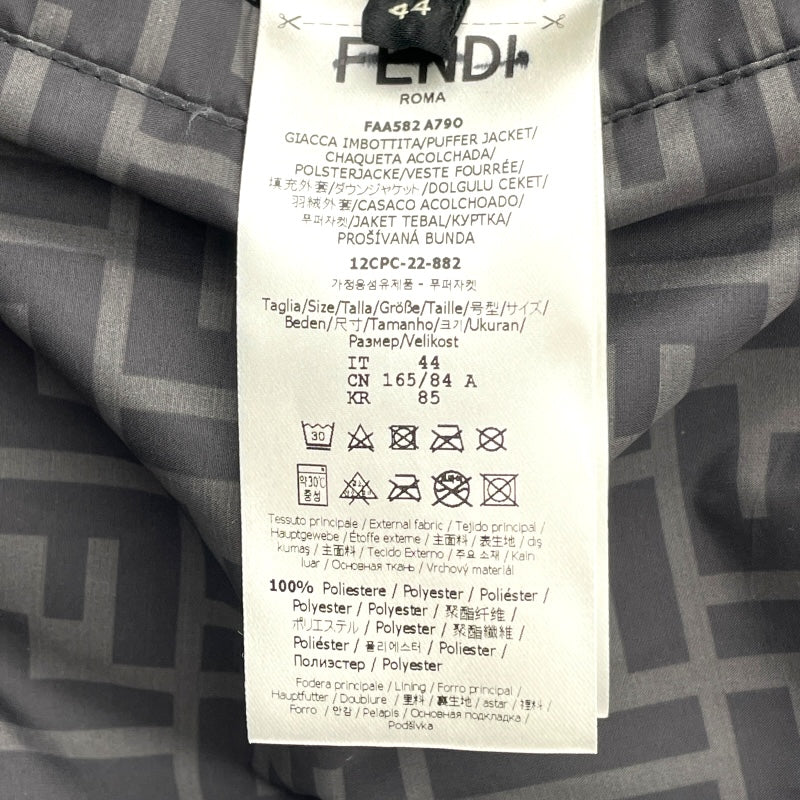 44
FENDI
ROMA
FAA582 A790
GIACCA IMBOTTITA/PUFFER JACKET/
CHAQUETA ACOLCHADA/
POLSTERJACKE/VESTE FOURRÉE/
填充外套/ダウンジャケット/DOLGULU CEKET/
羽絨外套/CASACO ACOLCHOADO/
푸퍼자켓/JAKET TEBAL/КУРТКА/
PROŠÍVANÁ BUNDA
12CPC-22-882
가정용섬유제품 - 푸퍼자켓
Taglia/Size/Talla/Größe/Taille/号型/サイズ/
Beden/尺寸/Tamanho/크기/Ukuran/
Размер/Velikost
IT 44
CN 165/84 A
KR 85
30
약30℃
중성
Tessuto principale / External fabric / Tejido principal /
Hauptgewebe / Étoffe externe / 主面料 / 表生地 / dış
kumaş / 主面料 / Tecido Externo / 주요 소재 / Kain
luar / Основная ткань / Vrchový materiál
100% Poliestere / Polyester / Poliéster /
Polyester / Polyester / 聚酯纤维 /
ポリエステル / Polyester / 聚酯纖維 /
Poliéster / 폴리에스터 / Poliester /
Полиэстер / Polyester
Fodera principale / Lining / Forro principal /
Hauptfutter / Doublure / 里料 / 裏生地 / astar / 裡料 /
Forro / 안감 / Pelapis / Основная подкладка /
Podšívka